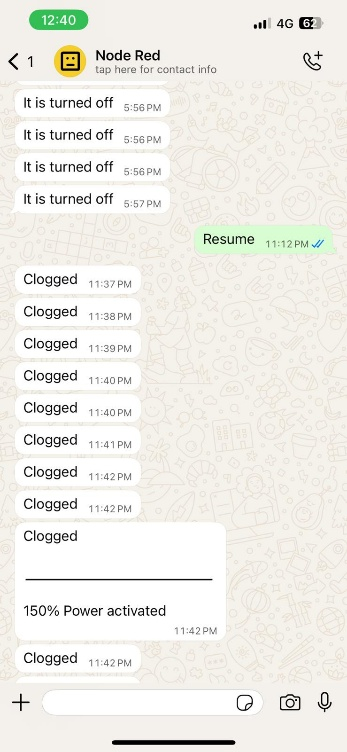 12:40
4G 62
1
Node Red
tap here for contact info
It is turned off 5:56 PM
It is turned off 5:56 PM
It is turned off 5:56 PM
It is turned off 5:57 PM
Resume 11:12 PM
Clogged 11:37 PM
Clogged 11:38 PM
Clogged 11:39 PM
Clogged 11:40 PM
Clogged 11:40 PM
Clogged 11:41 PM
Clogged 11:42 PM
Clogged 11:42 PM
Clogged
150% Power activated
11:42 PM
Clogged 11:42 PM